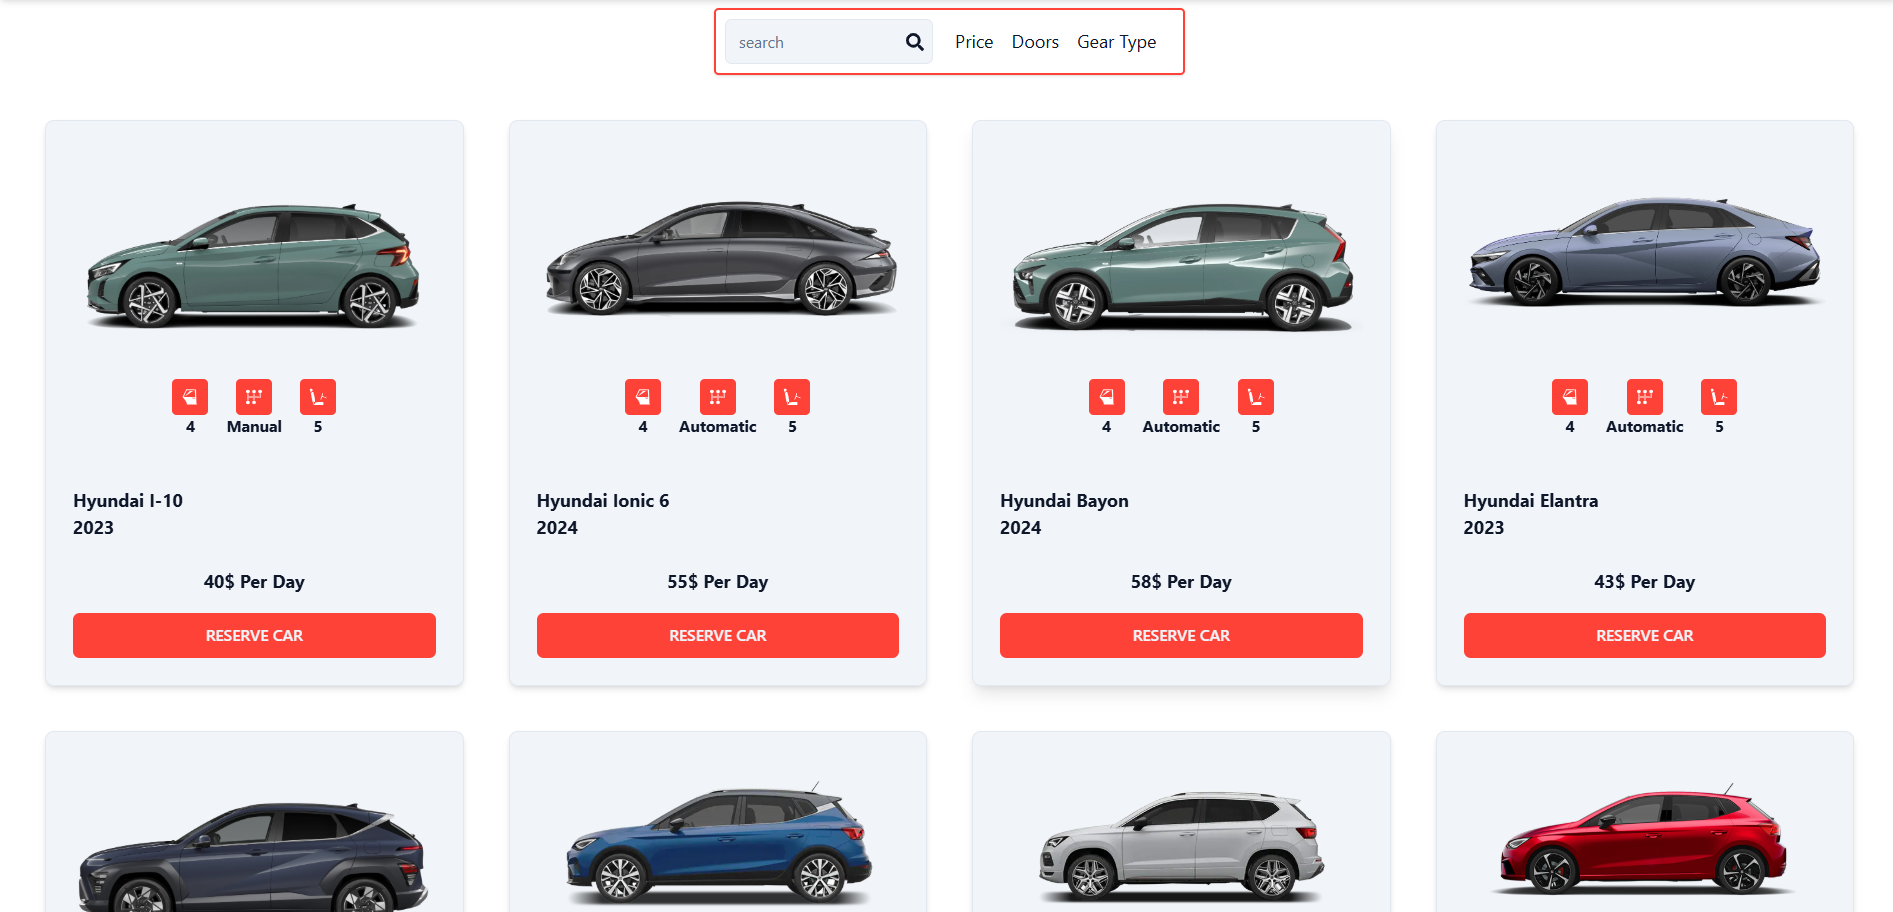 search Price Doors Gear Type
4 Manual 5
Hyundai I-10
2023
40$ Per Day
RESERVE CAR
4 Automatic 5
Hyundai Ionic 6
2024
55$ Per Day
RESERVE CAR
4 Automatic 5
Hyundai Bayon
2024
58$ Per Day
RESERVE CAR
4 Automatic 5
Hyundai Elantra
2023
43$ Per Day
RESERVE CAR